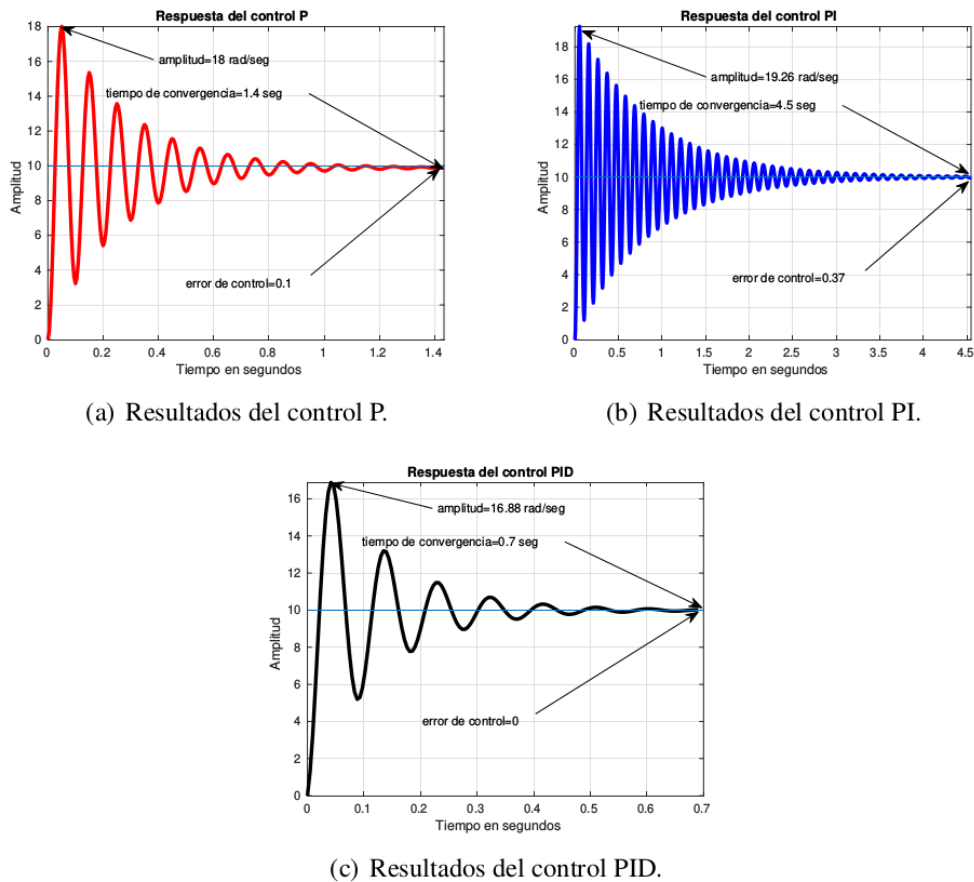 Respuesta del control P
amplitud=18 rad/seg
tiempo de convergencia=1.4 seg
error de control=0.1
Amplitud
18
16
14
12
10
8
6
4
2
0
0 0.2 0.4 0.6 0.8 1 1.2 1.4
Tiempo en segundos
(a) Resultados del control P.
Respuesta del control PI
amplitud=19.26 rad/seg
tiempo de convergencia=4.5 seg
error de control=0.37
Amplitud
18
16
14
12
10
8
6
4
2
0
0 0.5 1 1.5 2 2.5 3 3.5 4 4.5
Tiempo en segundos
(b) Resultados del control PI.
Respuesta del control PID
amplitud=16.88 rad/seg
tiempo de convergencia=0.7 seg
error de control=0
Amplitud
16
14
12
10
8
6
4
2
0
0 0.1 0.2 0.3 0.4 0.5 0.6 0.7
Tiempo en segundos
(c) Resultados del control PID.